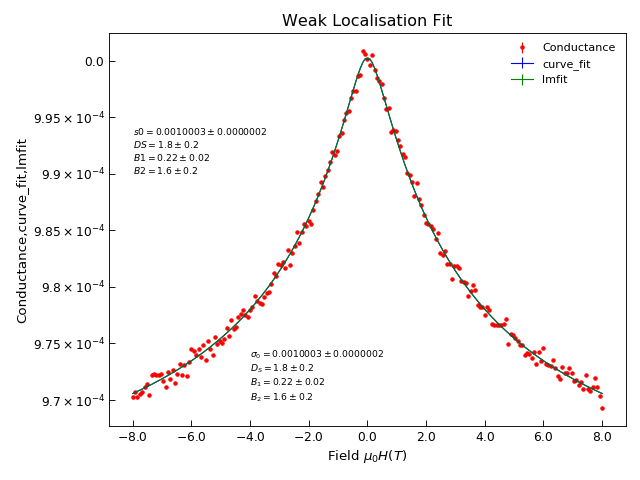 Weak Localisation Fit
Conductance
curve_fit
lmfit
s0 = 0.0010003 ± 0.0000002
DS = 1.8 ± 0.2
B1 = 0.22 ± 0.02
B2 = 1.6 ± 0.2
σ₀ = 0.0010003 ± 0.0000002
D_S = 1.8 ± 0.2
B₁ = 0.22 ± 0.02
B₂ = 1.6 ± 0.2
0.0
9.95 × 10⁻⁴
9.9 × 10⁻⁴
9.85 × 10⁻⁴
9.8 × 10⁻⁴
9.75 × 10⁻⁴
9.7 × 10⁻⁴
Conductance,curve_fit,lmfit
−8.0 −6.0 −4.0 −2.0 0.0 2.0 4.0 6.0 8.0
Field μ₀H(T)